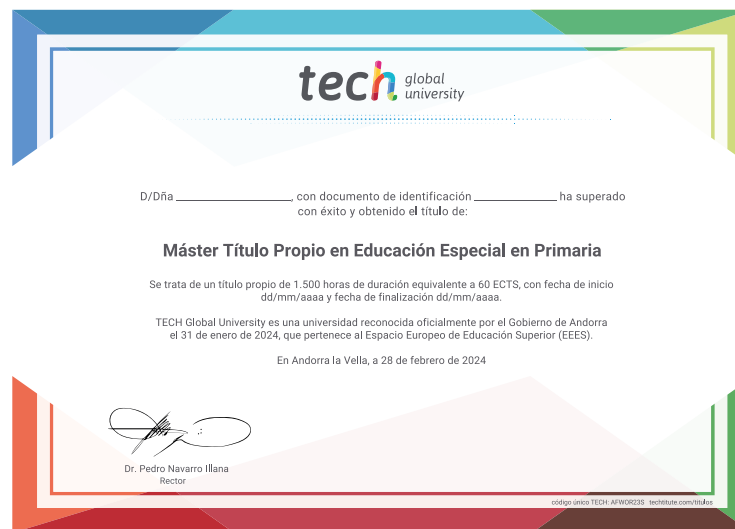 tech global
university
D/Dña ____________________, con documento de identificación ______________ ha superado
con éxito y obtenido el título de:
Máster Título Propio en Educación Especial en Primaria
Se trata de un título propio de 1.500 horas de duración equivalente a 60 ECTS, con fecha de inicio
dd/mm/aaaa y fecha de finalización dd/mm/aaaa.
TECH Global University es una universidad reconocida oficialmente por el Gobierno de Andorra
el 31 de enero de 2024, que pertenece al Espacio Europeo de Educación Superior (EEES).
En Andorra la Vella, a 28 de febrero de 2024
Dr. Pedro Navarro Illana
Rector
código único TECH: AFWOR23S techtitute.com/titulos